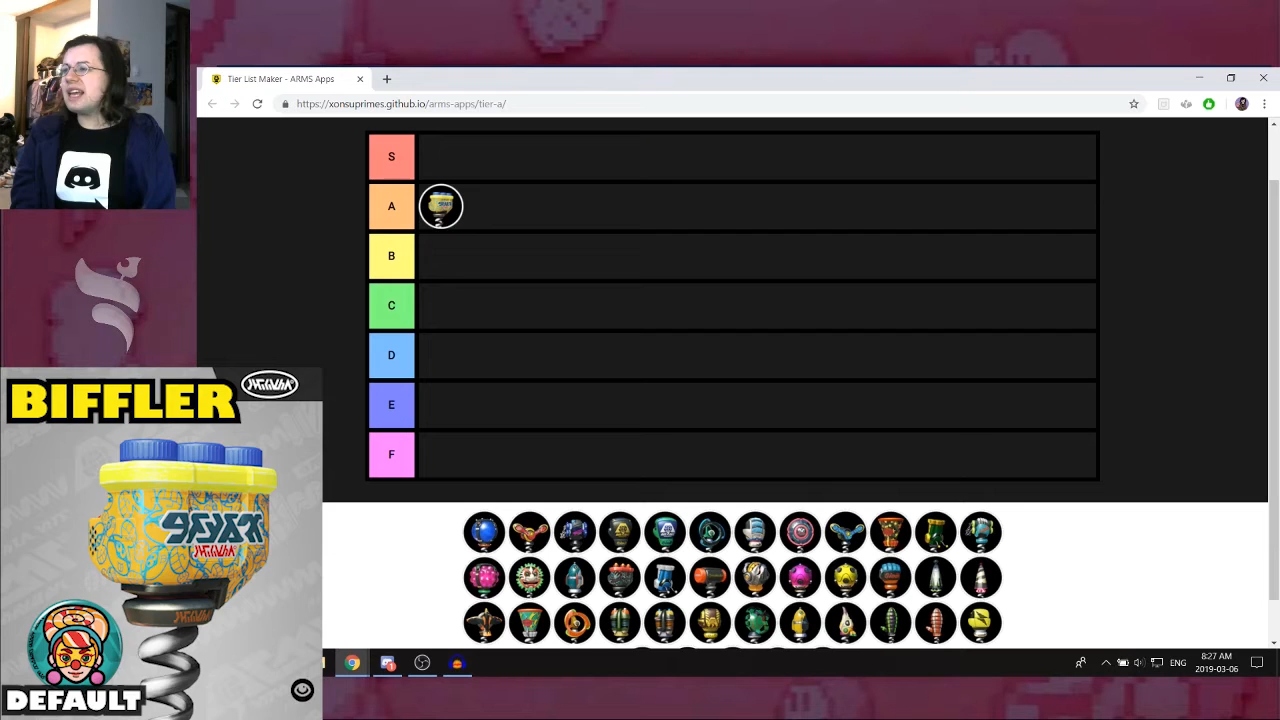 Tier List Maker - ARMS Apps
https://xonsuprimes.github.io/arms-apps/tier-a/
S
A
B
C
D
E
F
BIFFLER
DEFAULT
ENG
8:27 AM
2019-03-06